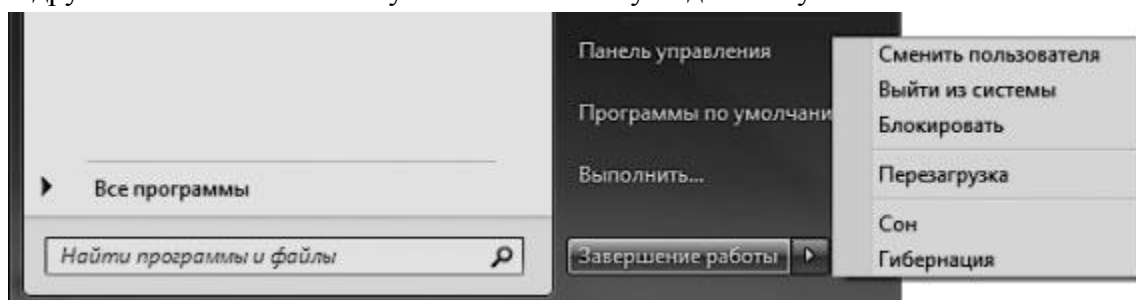 Панель управления
Программы по умолчани
Выполнить...
Все программы
Найти программы и файлы
Завершение работы
Сменить пользователя
Выйти из системы
Блокировать
Перезагрузка
Сон
Гибернация